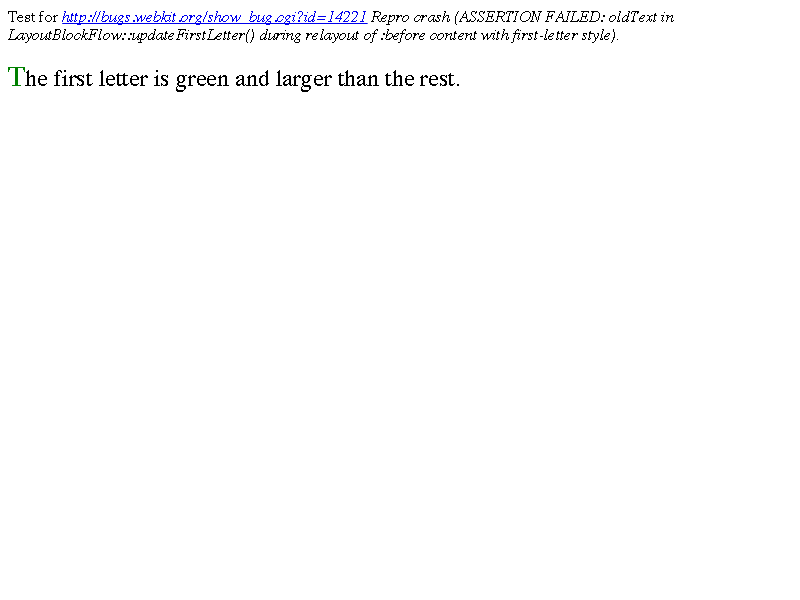 Test for http://bugs.webkit.org/show_bug.cgi?id=14221 Repro crash (ASSERTION FAILED: oldText in
LayoutBlockFlow::updateFirstLetter() during relayout of :before content with first-letter style).
The first letter is green and larger than the rest.